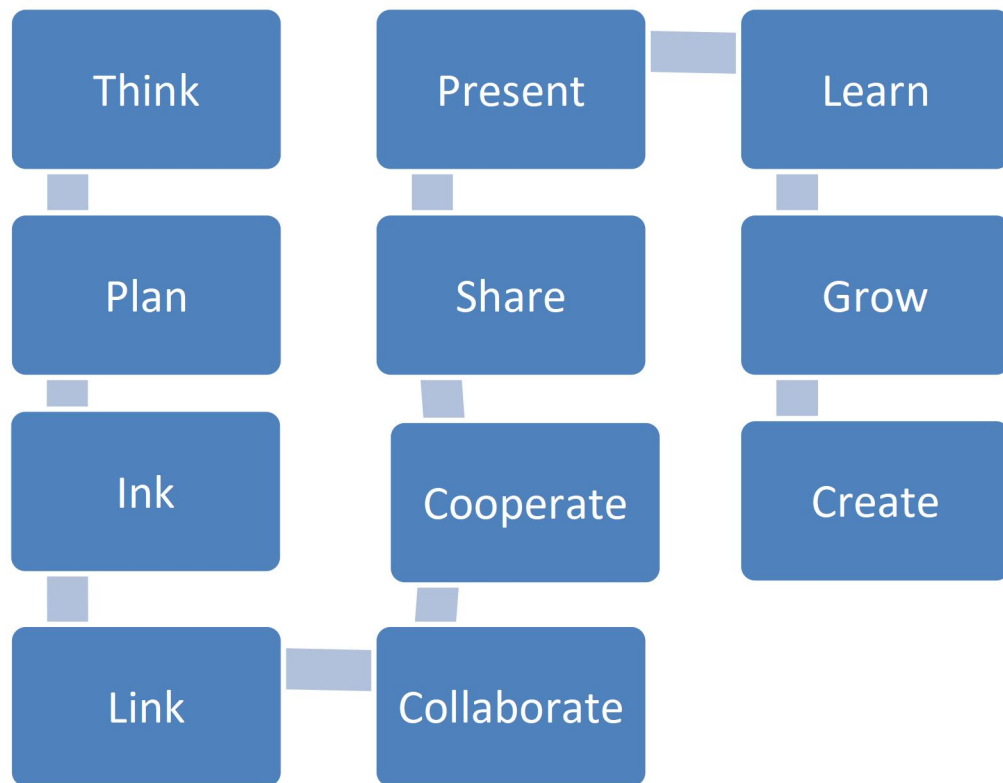 Think
Plan
Ink
Link
Collaborate
Cooperate
Share
Present
Learn
Grow
Create